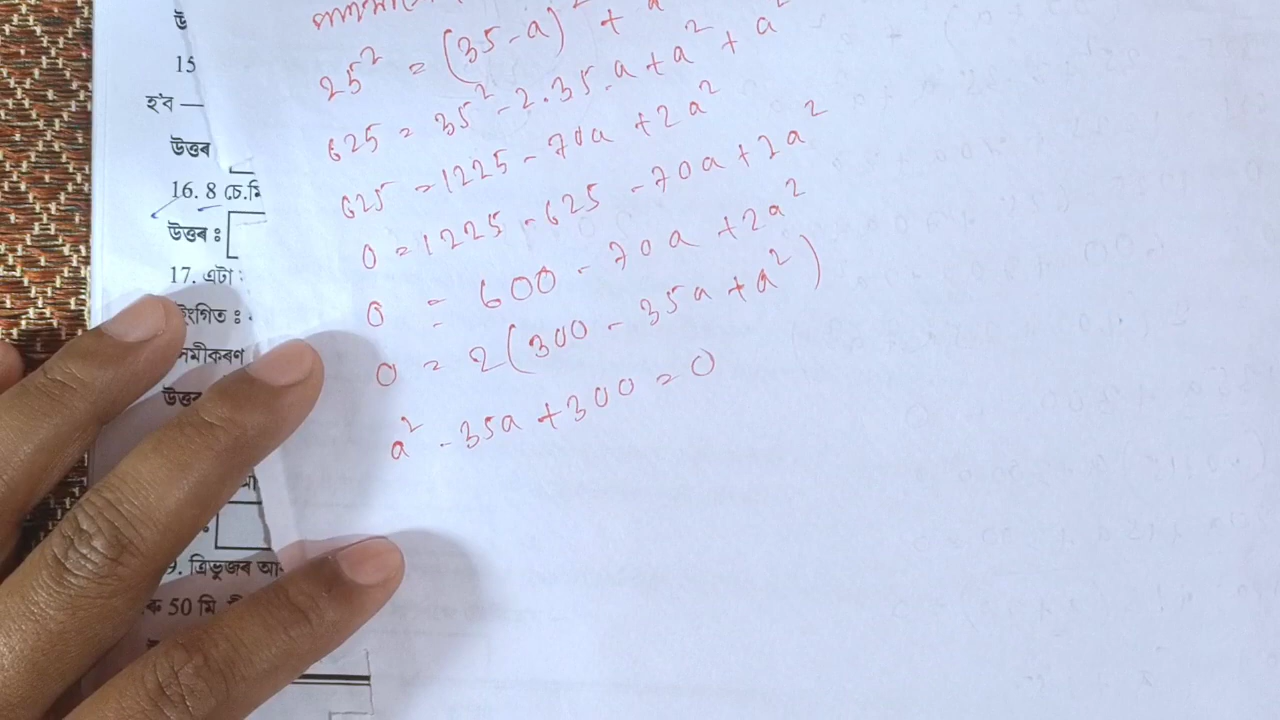 উ
15
হ'ব —
উত্তৰ
16. 8 চে.মি
উত্তৰ :
17. এটা
ইংগিত :
সমীকৰণ
উত্তৰ
9. ত্ৰিভুজৰ আ
50 মি
25² = (35-a)² + a
625 = 35² - 2.35.a + a² + a²
625 = 1225 - 70a + 2a²
0 = 1225 - 625 - 70a + 2a²
0 = 600 - 70a + 2a²
0 = 2(300 - 35a + a²)
a² - 35a + 300 = 0